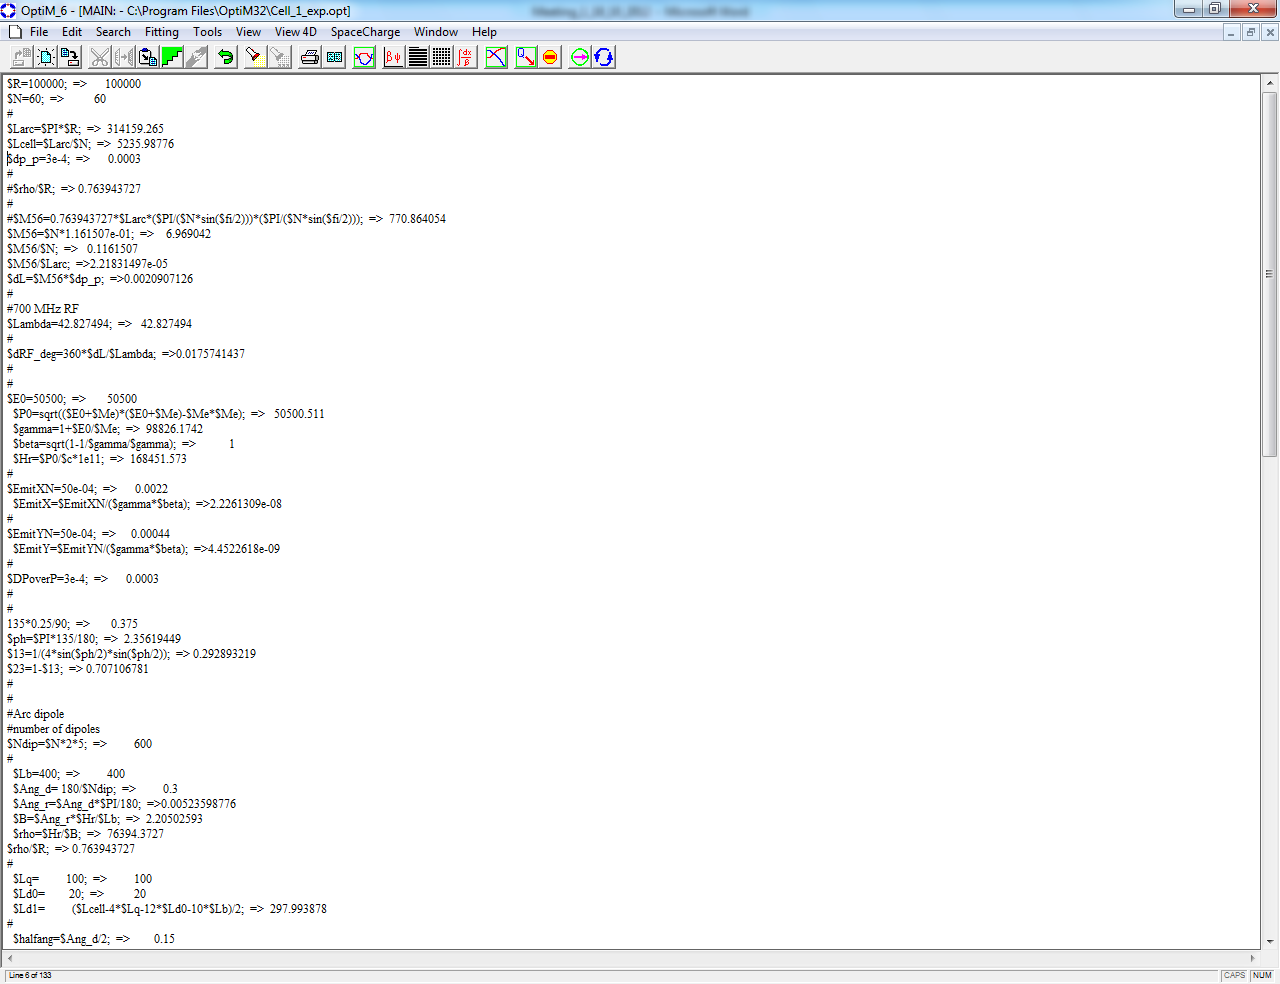 OptiM_6 - [MAIN: - C:\Program Files\OptiM32\Cell_1_exp.opt]
File Edit Search Fitting Tools View View 4D SpaceCharge Window Help
$R=100000; => 100000
$N=60; => 60
#
$Larc=$PI*$R; => 314159.265
$Lcell=$Larc/$N; => 5235.98776
$dp_p=3e-4; => 0.0003
#
#$rho/$R; => 0.763943727
#
#$M56=0.763943727*$Larc*($PI/($N*sin($fi/2)))*($PI/($N*sin($fi/2))); => 770.864054
$M56=$N*1.161507e-01; => 6.969042
$M56/$N; => 0.1161507
$M56/$Larc; =>2.21831497e-05
$dL=$M56*$dp_p; =>0.0020907126
#
#700 MHz RF
$Lambda=42.827494; => 42.827494
#
$dRF_deg=360*$dL/$Lambda; =>0.0175741437
#
#
$E0=50500; => 50500
$P0=sqrt(($E0+$Me)*($E0+$Me)-$Me*$Me); => 50500.511
$gamma=1+$E0/$Me; => 98826.1742
$beta=sqrt(1-1/$gamma/$gamma); => 1
$Hr=$P0/$c*1e11; => 168451.573
#
$EmitXN=50e-04; => 0.0022
$EmitX=$EmitXN/($gamma*$beta); =>2.2261309e-08
#
$EmitYN=50e-04; => 0.00044
$EmitY=$EmitYN/($gamma*$beta); =>4.4522618e-09
#
$DPoverP=3e-4; => 0.0003
#
#
135*0.25/90; => 0.375
$ph=$PI*135/180; => 2.35619449
$13=1/(4*sin($ph/2)*sin($ph/2)); => 0.292893219
$23=1-$13; => 0.707106781
#
#
#Arc dipole
#number of dipoles
$Ndip=$N*2*5; => 600
#
$Lb=400; => 400
$Ang_d= 180/$Ndip; => 0.3
$Ang_r=$Ang_d*$PI/180; =>0.00523598776
$B=$Ang_r*$Hr/$Lb; => 2.20502593
$rho=$Hr/$B; => 76394.3727
$rho/$R; => 0.763943727
#
$Lq= 100; => 100
$Ld0= 20; => 20
$Ld1= ($Lcell-4*$Lq-12*$Ld0-10*$Lb)/2; => 297.993878
#
$halfang=$Ang_d/2; => 0.15
Line 6 of 133
CAPS NUM